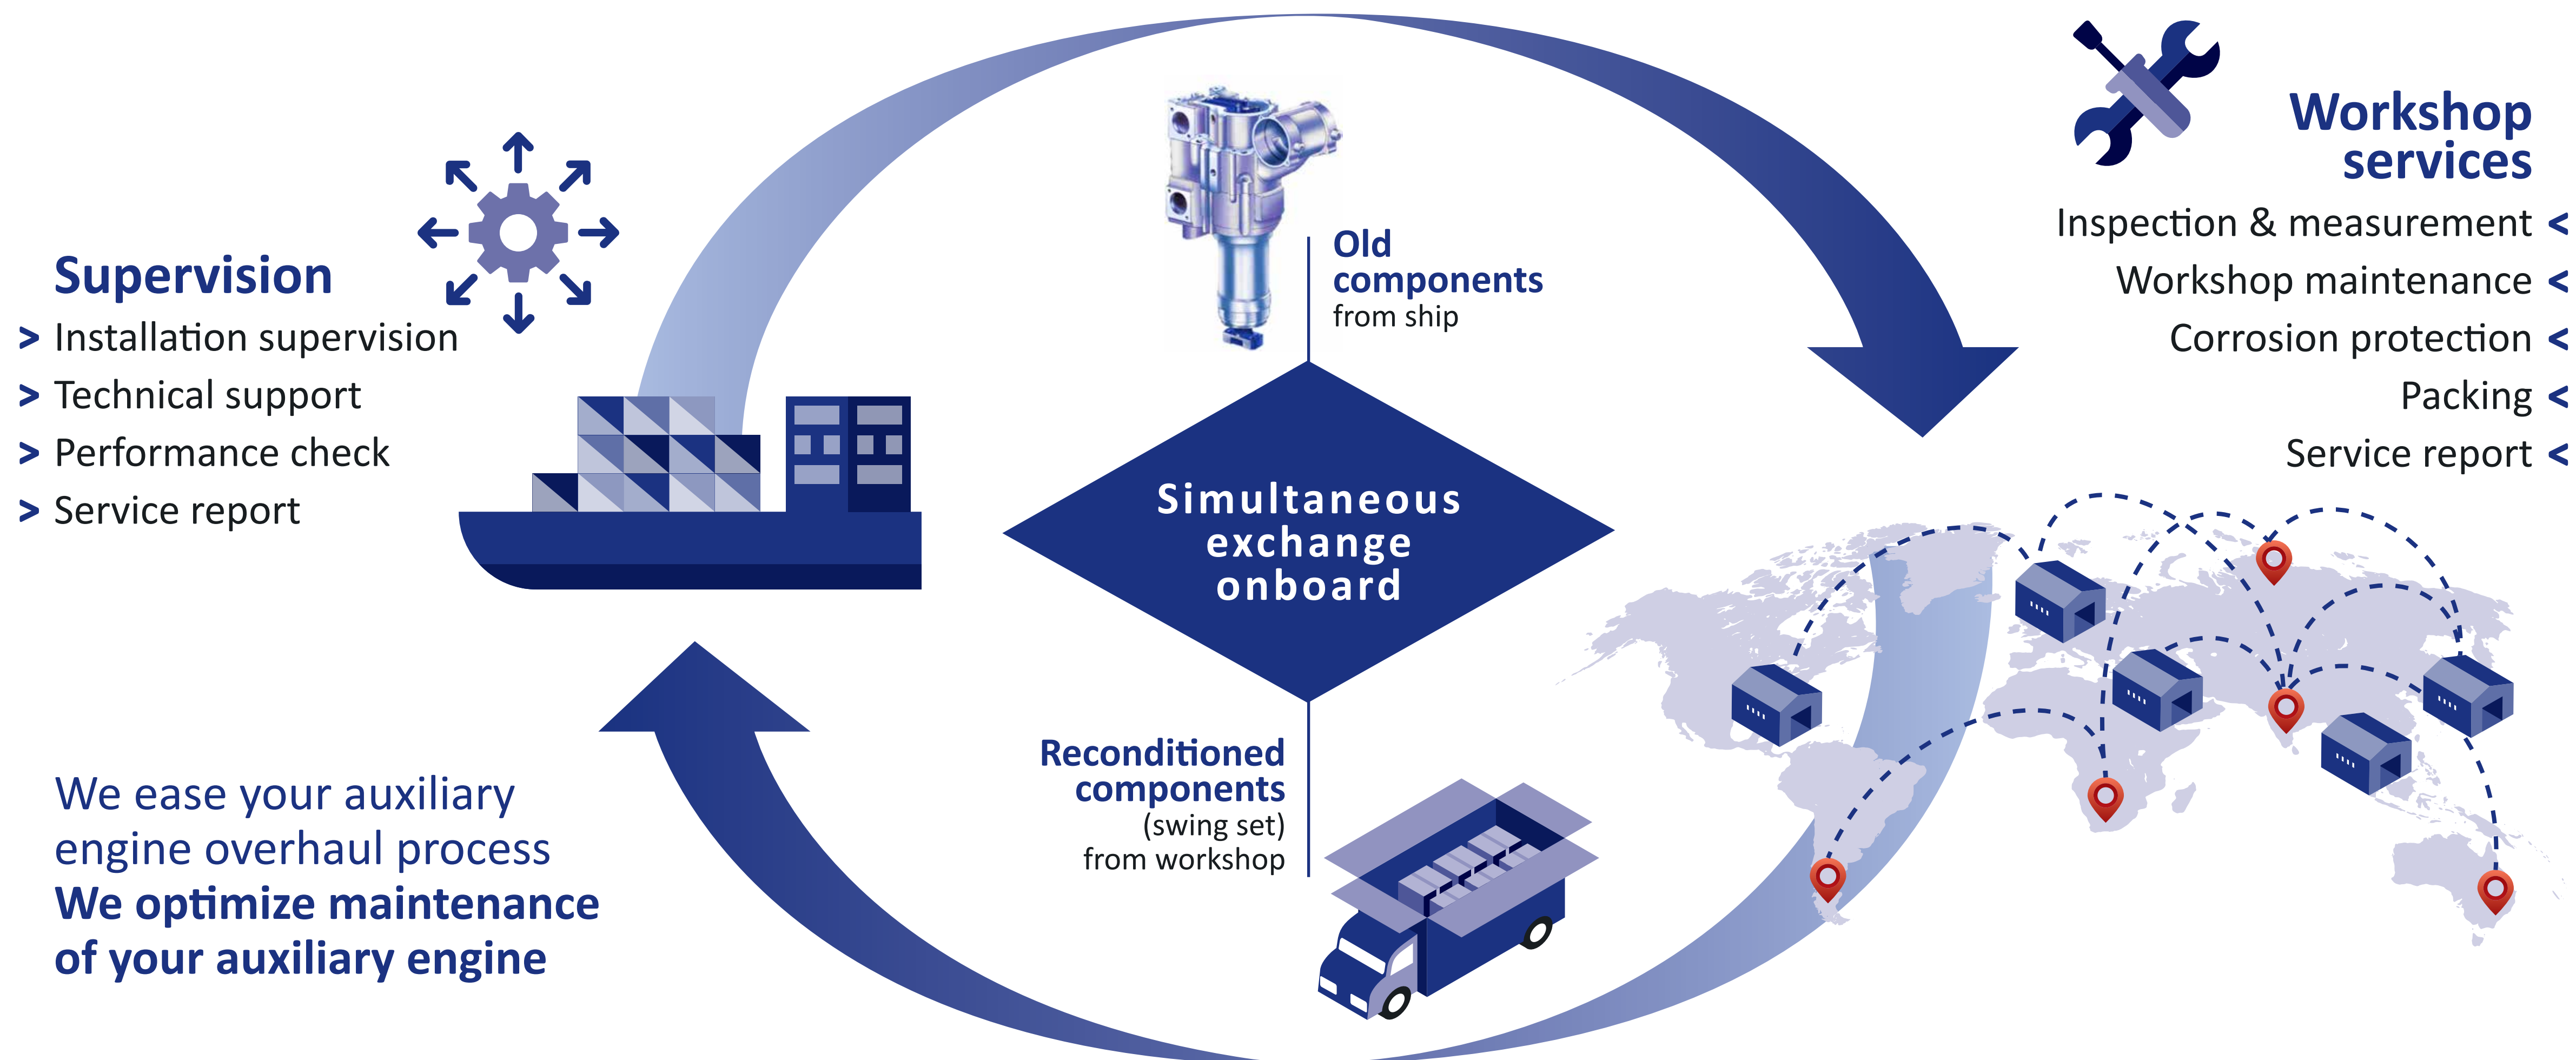 Supervision
> Installation supervision
> Technical support
> Performance check
> Service report
We ease your auxiliary
engine overhaul process
We optimize maintenance
of your auxiliary engine
Old
components
from ship
Simultaneous
exchange
onboard
Reconditioned
components
(swing set)
from workshop
Workshop
services
Inspection & measurement <
Workshop maintenance <
Corrosion protection <
Packing <
Service report <